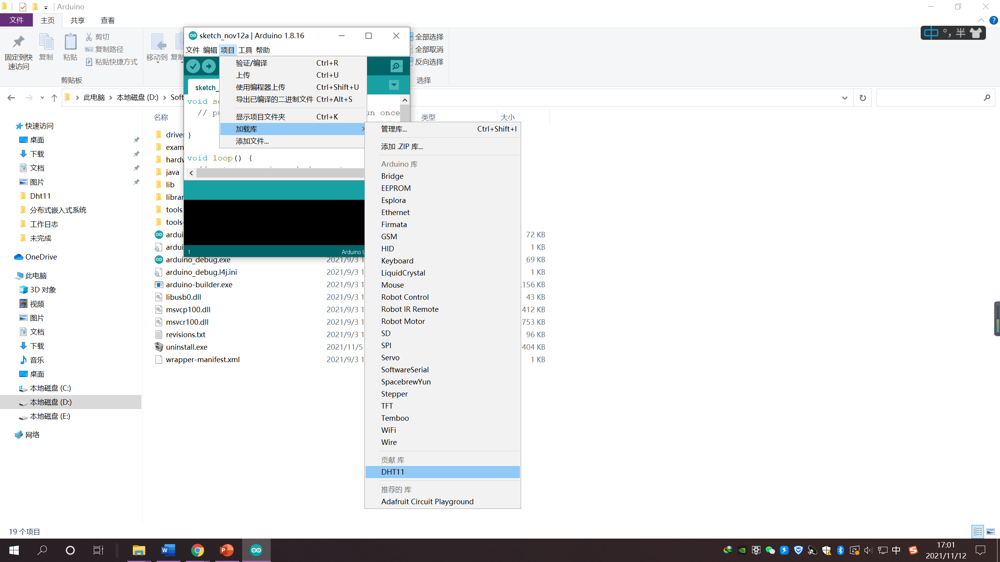 Arduino
文件 主页 共享 查看
固定到快速访问
复制
粘贴
剪切
复制路径
粘贴快捷方式
剪贴板
移动到
全部选择
全部取消
反向选择
选择
中 °, 半
此电脑 本地磁盘 (D:) Soft
名称 类型 大小
快速访问
桌面
下载
文档
图片
Dht11
分布式嵌入式系统
工作日志
未完成
OneDrive
此电脑
3D 对象
视频
图片
文档
下载
音乐
桌面
本地磁盘 (C:)
本地磁盘 (D:)
本地磁盘 (E:)
网络
java
lib
tools
72 KB
1 KB
arduino_debug.exe 2021/9/3 1 69 KB
arduino_debug.l4j.ini 2021/9/3 1 1 KB
arduino-builder.exe 2021/9/3 1 156 KB
libusb0.dll 2021/9/3 1 43 KB
msvcp100.dll 2021/9/3 1 412 KB
msvcr100.dll 2021/9/3 1 753 KB
revisions.txt 2021/9/3 1 96 KB
uninstall.exe 2021/11/5 404 KB
wrapper-manifest.xml 2021/9/3 1 1 KB
sketch_nov12a | Arduino 1.8.16
文件 编辑 项目 工具 帮助
sketch_
void se
// pu
un once
}
void loop() {
1
Arduino U
验证/编译 Ctrl+R
上传 Ctrl+U
使用编程器上传 Ctrl+Shift+U
导出已编译的二进制文件 Ctrl+Alt+S
显示项目文件夹 Ctrl+K
加载库
添加文件...
管理库... Ctrl+Shift+I
添加 .ZIP 库...
Arduino 库
Bridge
EEPROM
Esplora
Ethernet
Firmata
GSM
HID
Keyboard
LiquidCrystal
Mouse
Robot Control
Robot IR Remote
Robot Motor
SD
SPI
Servo
SoftwareSerial
SpacebrewYun
Stepper
TFT
Temboo
WiFi
Wire
贡献 库
DHT11
推荐的 库
Adafruit Circuit Playground
19 个项目
中
17:01
2021/11/12